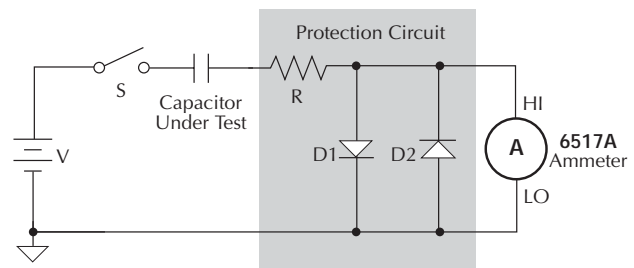 Protection Circuit
S
Capacitor
Under Test
R
HI
V
D1
D2
A
6517A
Ammeter
LO